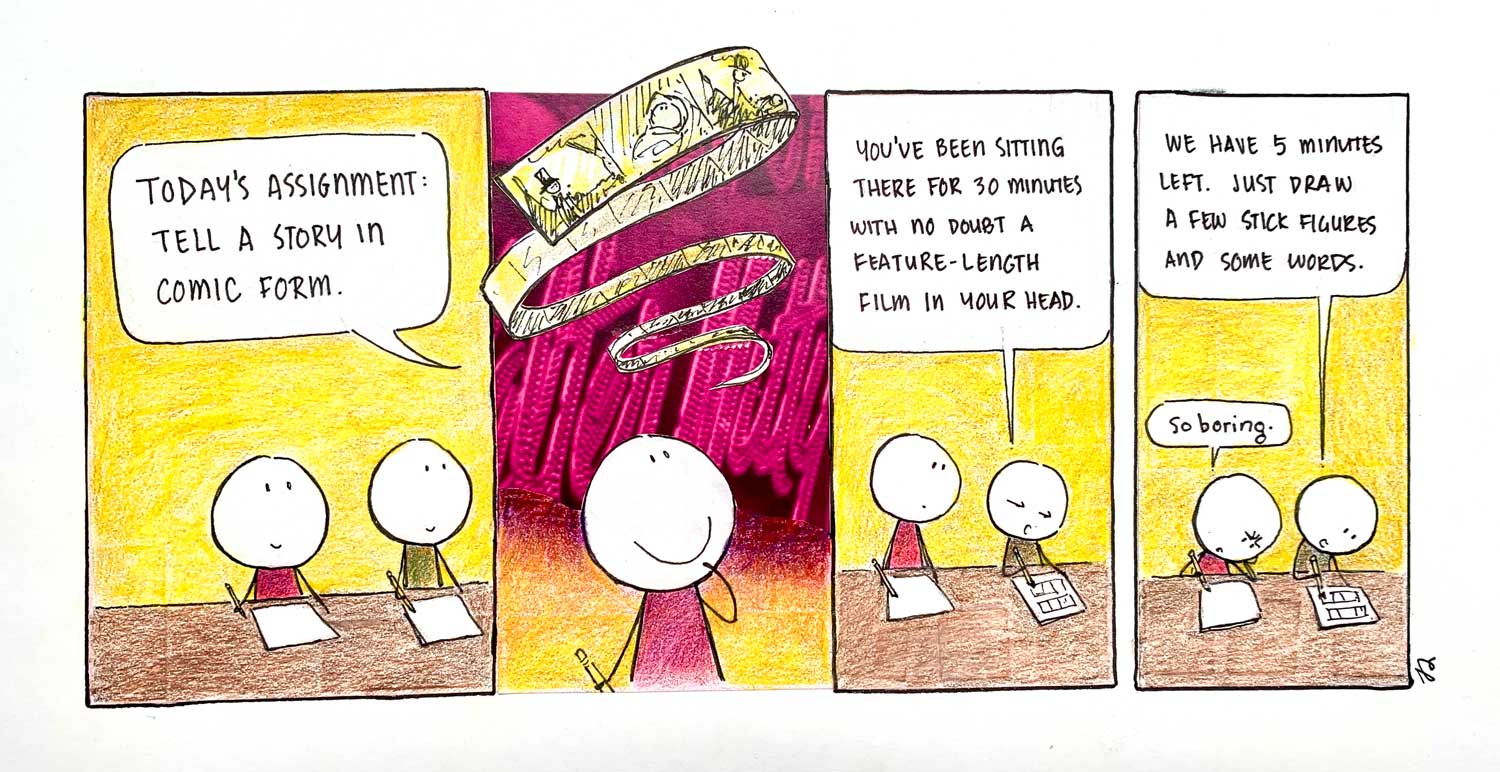 TODAY'S ASSIGNMENT:
TELL A STORY IN
COMIC FORM.
YOU'VE BEEN SITTING
THERE FOR 30 MINUTES
WITH NO DOUBT A
FEATURE-LENGTH
FILM IN YOUR HEAD.
WE HAVE 5 MINUTES
LEFT. JUST DRAW
A FEW STICK FIGURES
AND SOME WORDS.
So boring.